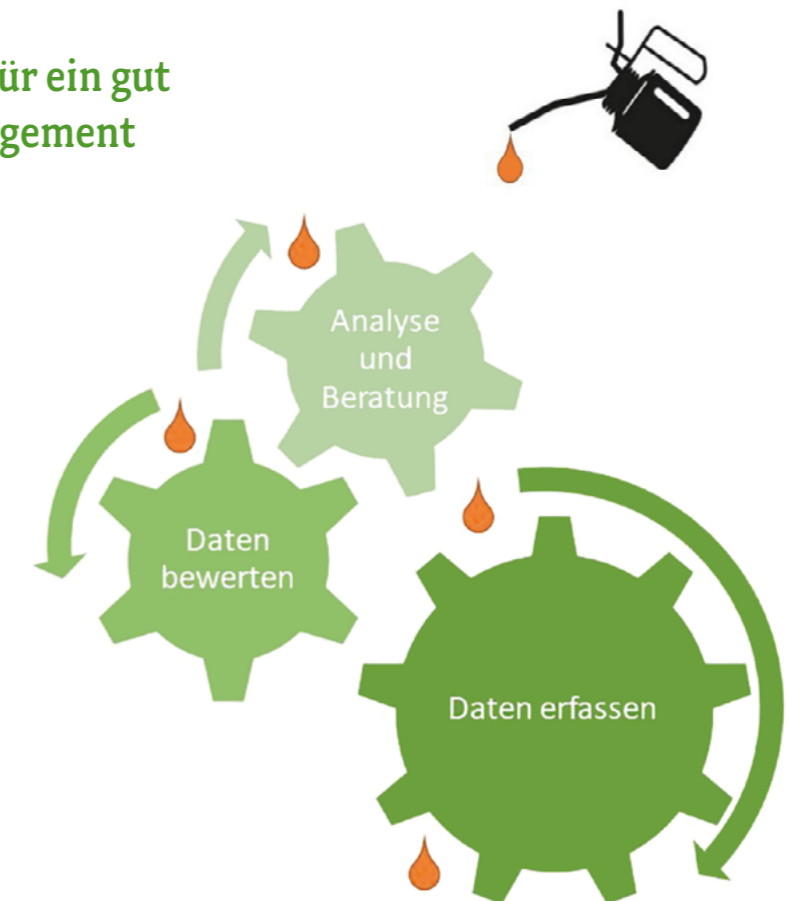 ür ein gut
gement
Analyse
und
Beratung
Daten
bewerten
Daten erfassen